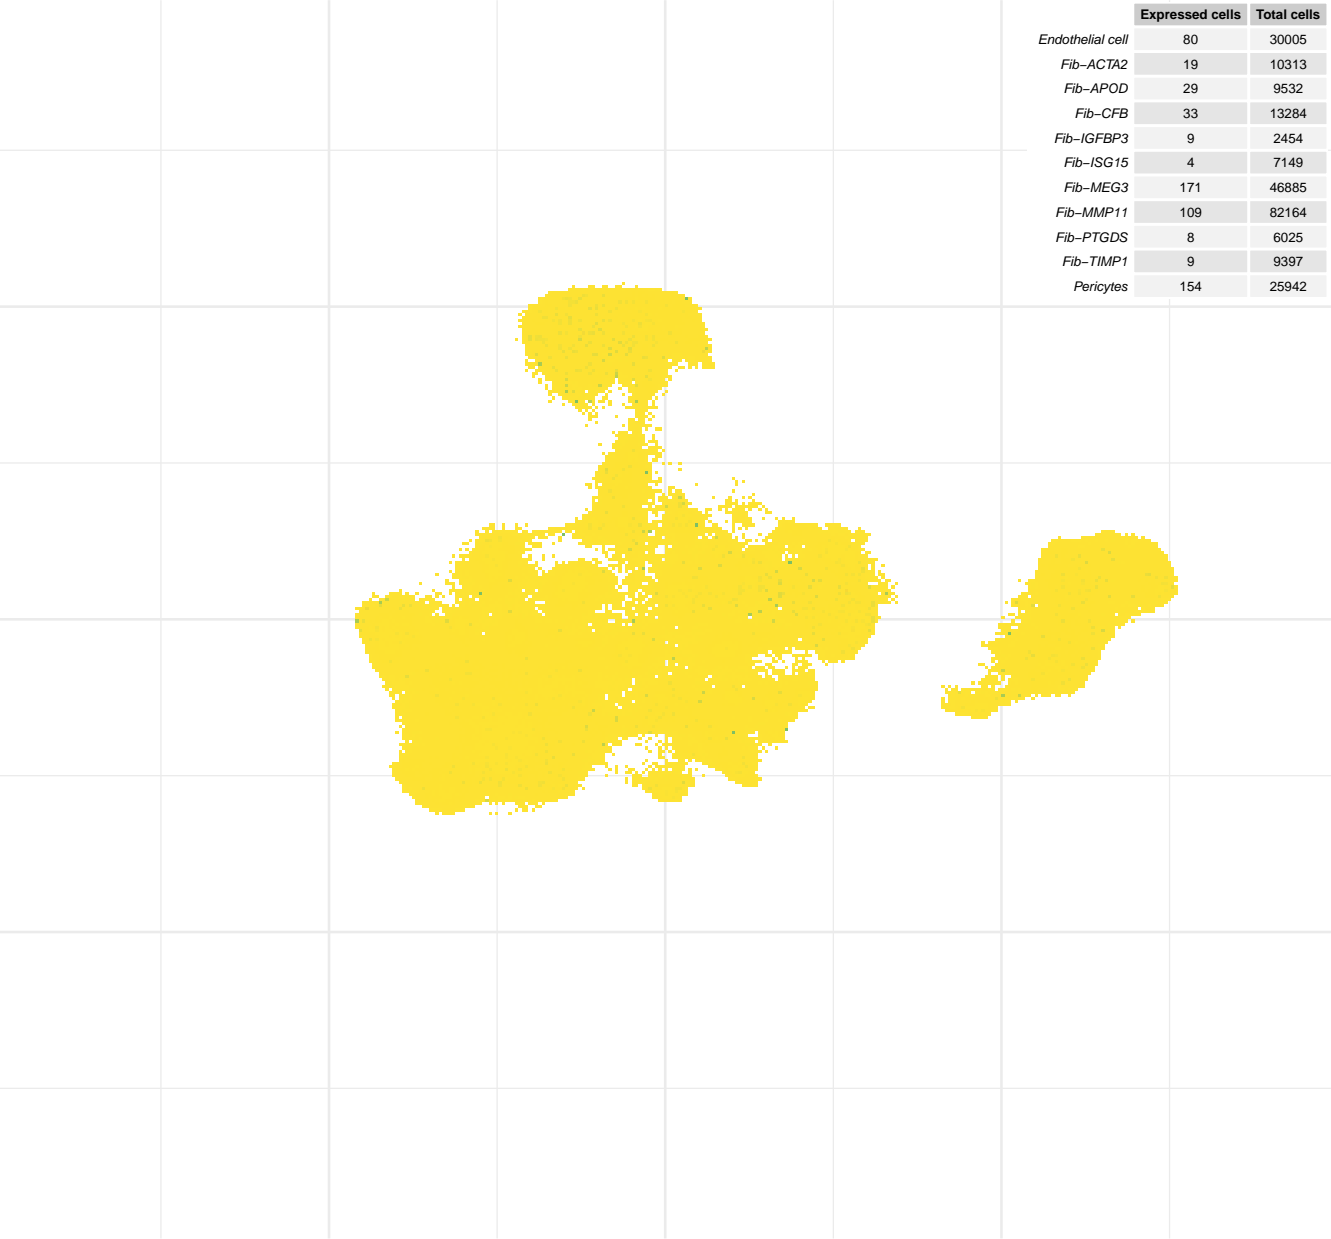 Expressed cells Total cells
Endothelial cell 80 30005
Fib−ACTA2 19 10313
Fib−APOD 29 9532
Fib−CFB 33 13284
Fib−IGFBP3 9 2454
Fib−ISG15 4 7149
Fib−MEG3 171 46885
Fib−MMP11 109 82164
Fib−PTGDS 8 6025
Fib−TIMP1 9 9397
Pericytes 154 25942